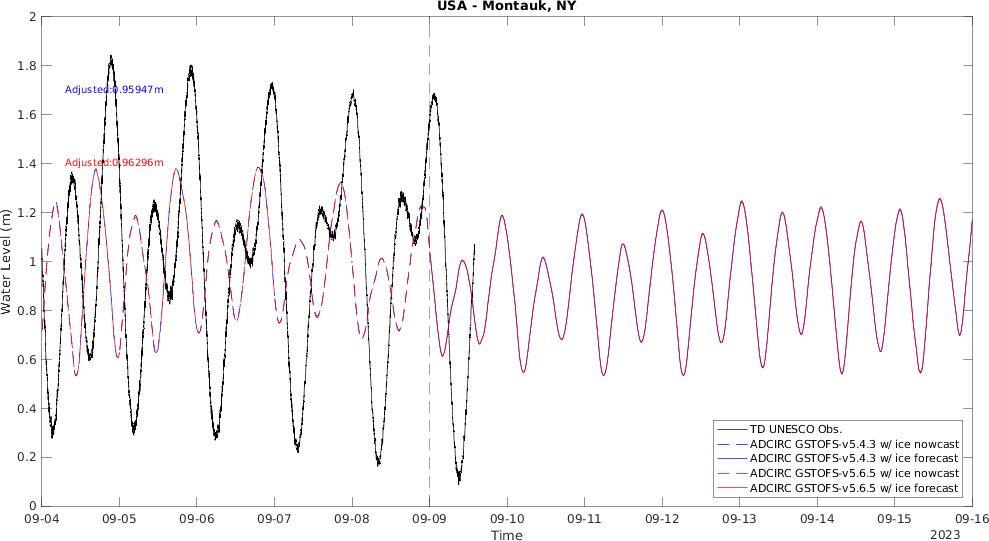 USA - Montauk, NY
2
1.8
1.6
1.4
1.2
1
0.8
0.6
0.4
0.2
0
Water Level (m)
Adjusted:0.95947m
Adjusted:0.96296m
TD UNESCO Obs.
ADCIRC GSTOFS-v5.4.3 w/ ice nowcast
ADCIRC GSTOFS-v5.4.3 w/ ice forecast
ADCIRC GSTOFS-v5.6.5 w/ ice nowcast
ADCIRC GSTOFS-v5.6.5 w/ ice forecast
09-04 09-05 09-06 09-07 09-08 09-09 09-10 09-11 09-12 09-13 09-14 09-15 09-16
Time
2023